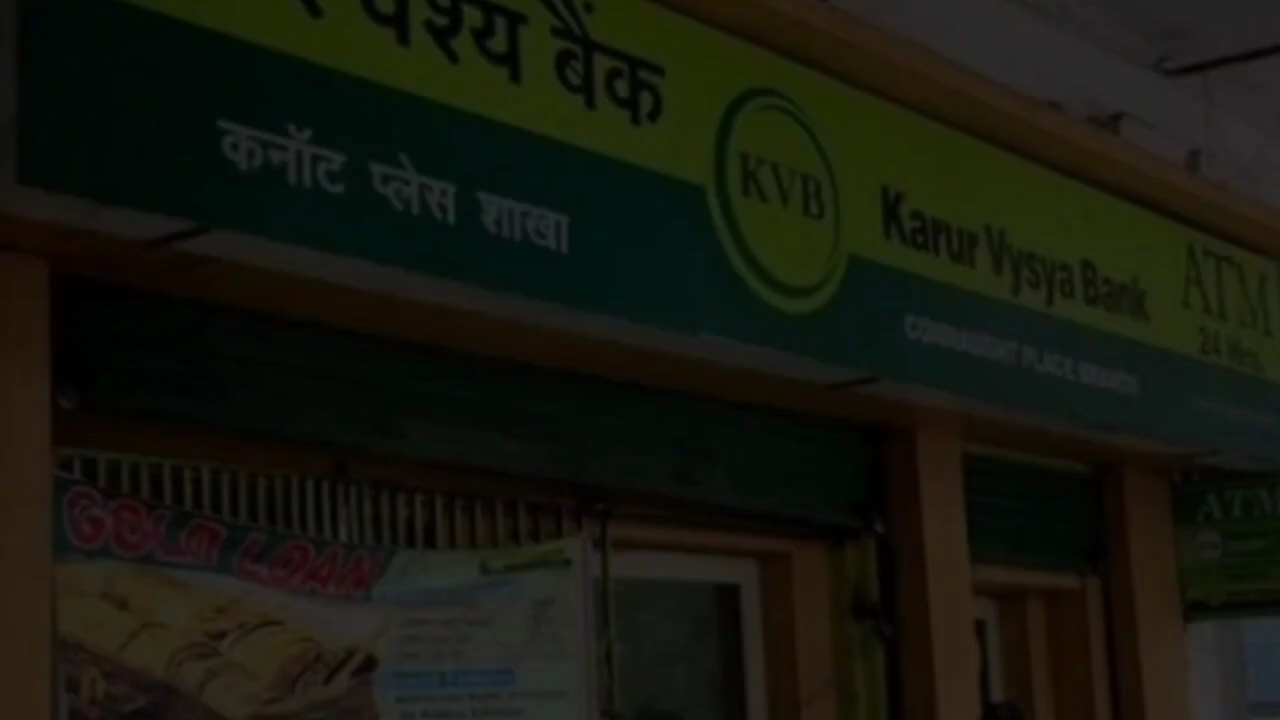 वैश्य बैंक
कनॉट प्लेस शाखा
KVB
Karur Vysya Bank
CONNAUGHT PLACE BRANCH
ATM
24 Hrs.
ATM
GOLD LOAN